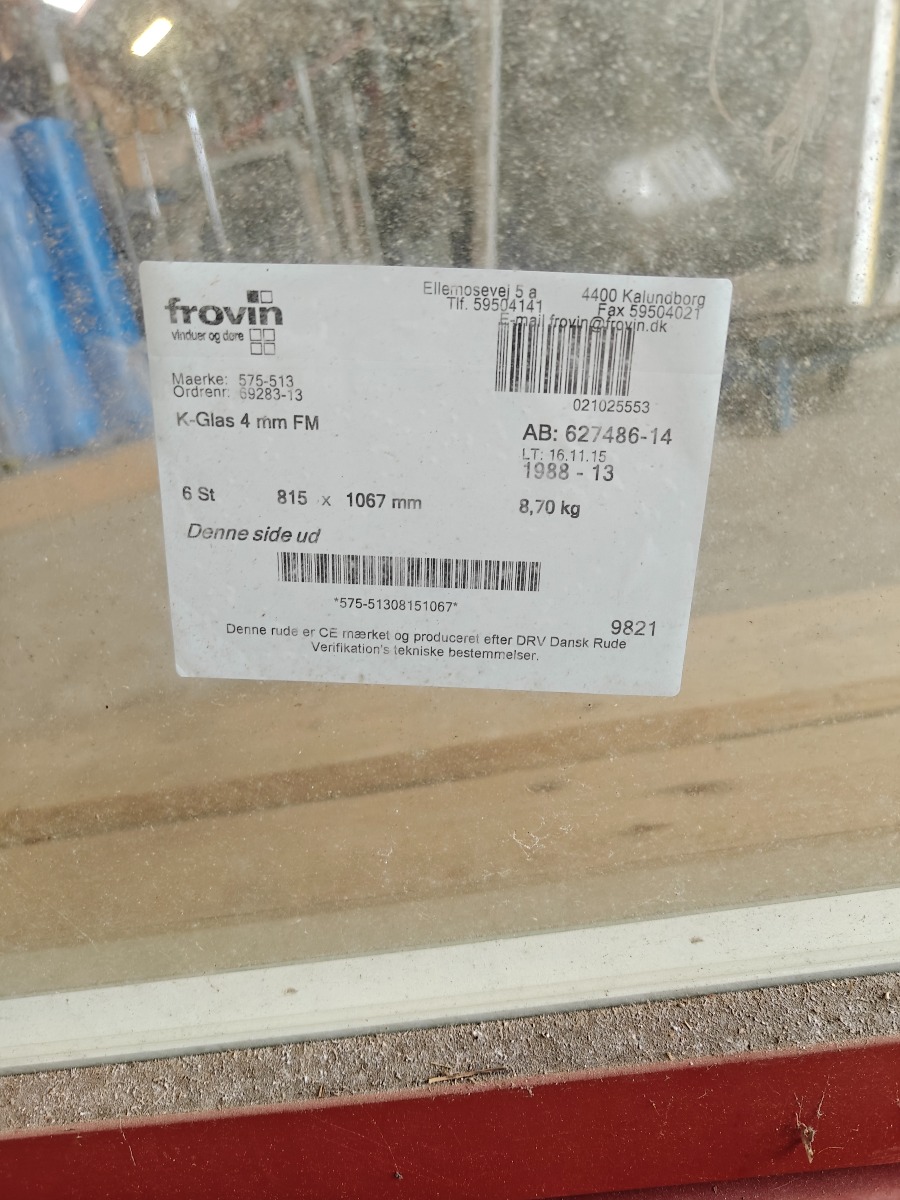 frovin
vinduer og døre
Ellemosevej 5 a 4400 Kalundborg
Tlf. 59504141 Fax 59504021
E-mail frovin@frovin.dk
021025553
Maerke: 575-513
Ordrenr: 69283-13
K-Glas 4 mm FM
AB: 627486-14
LT: 16.11.15
1988 - 13
6 St 815 x 1067 mm 8,70 kg
Denne side ud
*575-51308151067*
9821
Denne rude er CE mærket og produceret efter DRV Dansk Rude
Verifikation's tekniske bestemmelser.